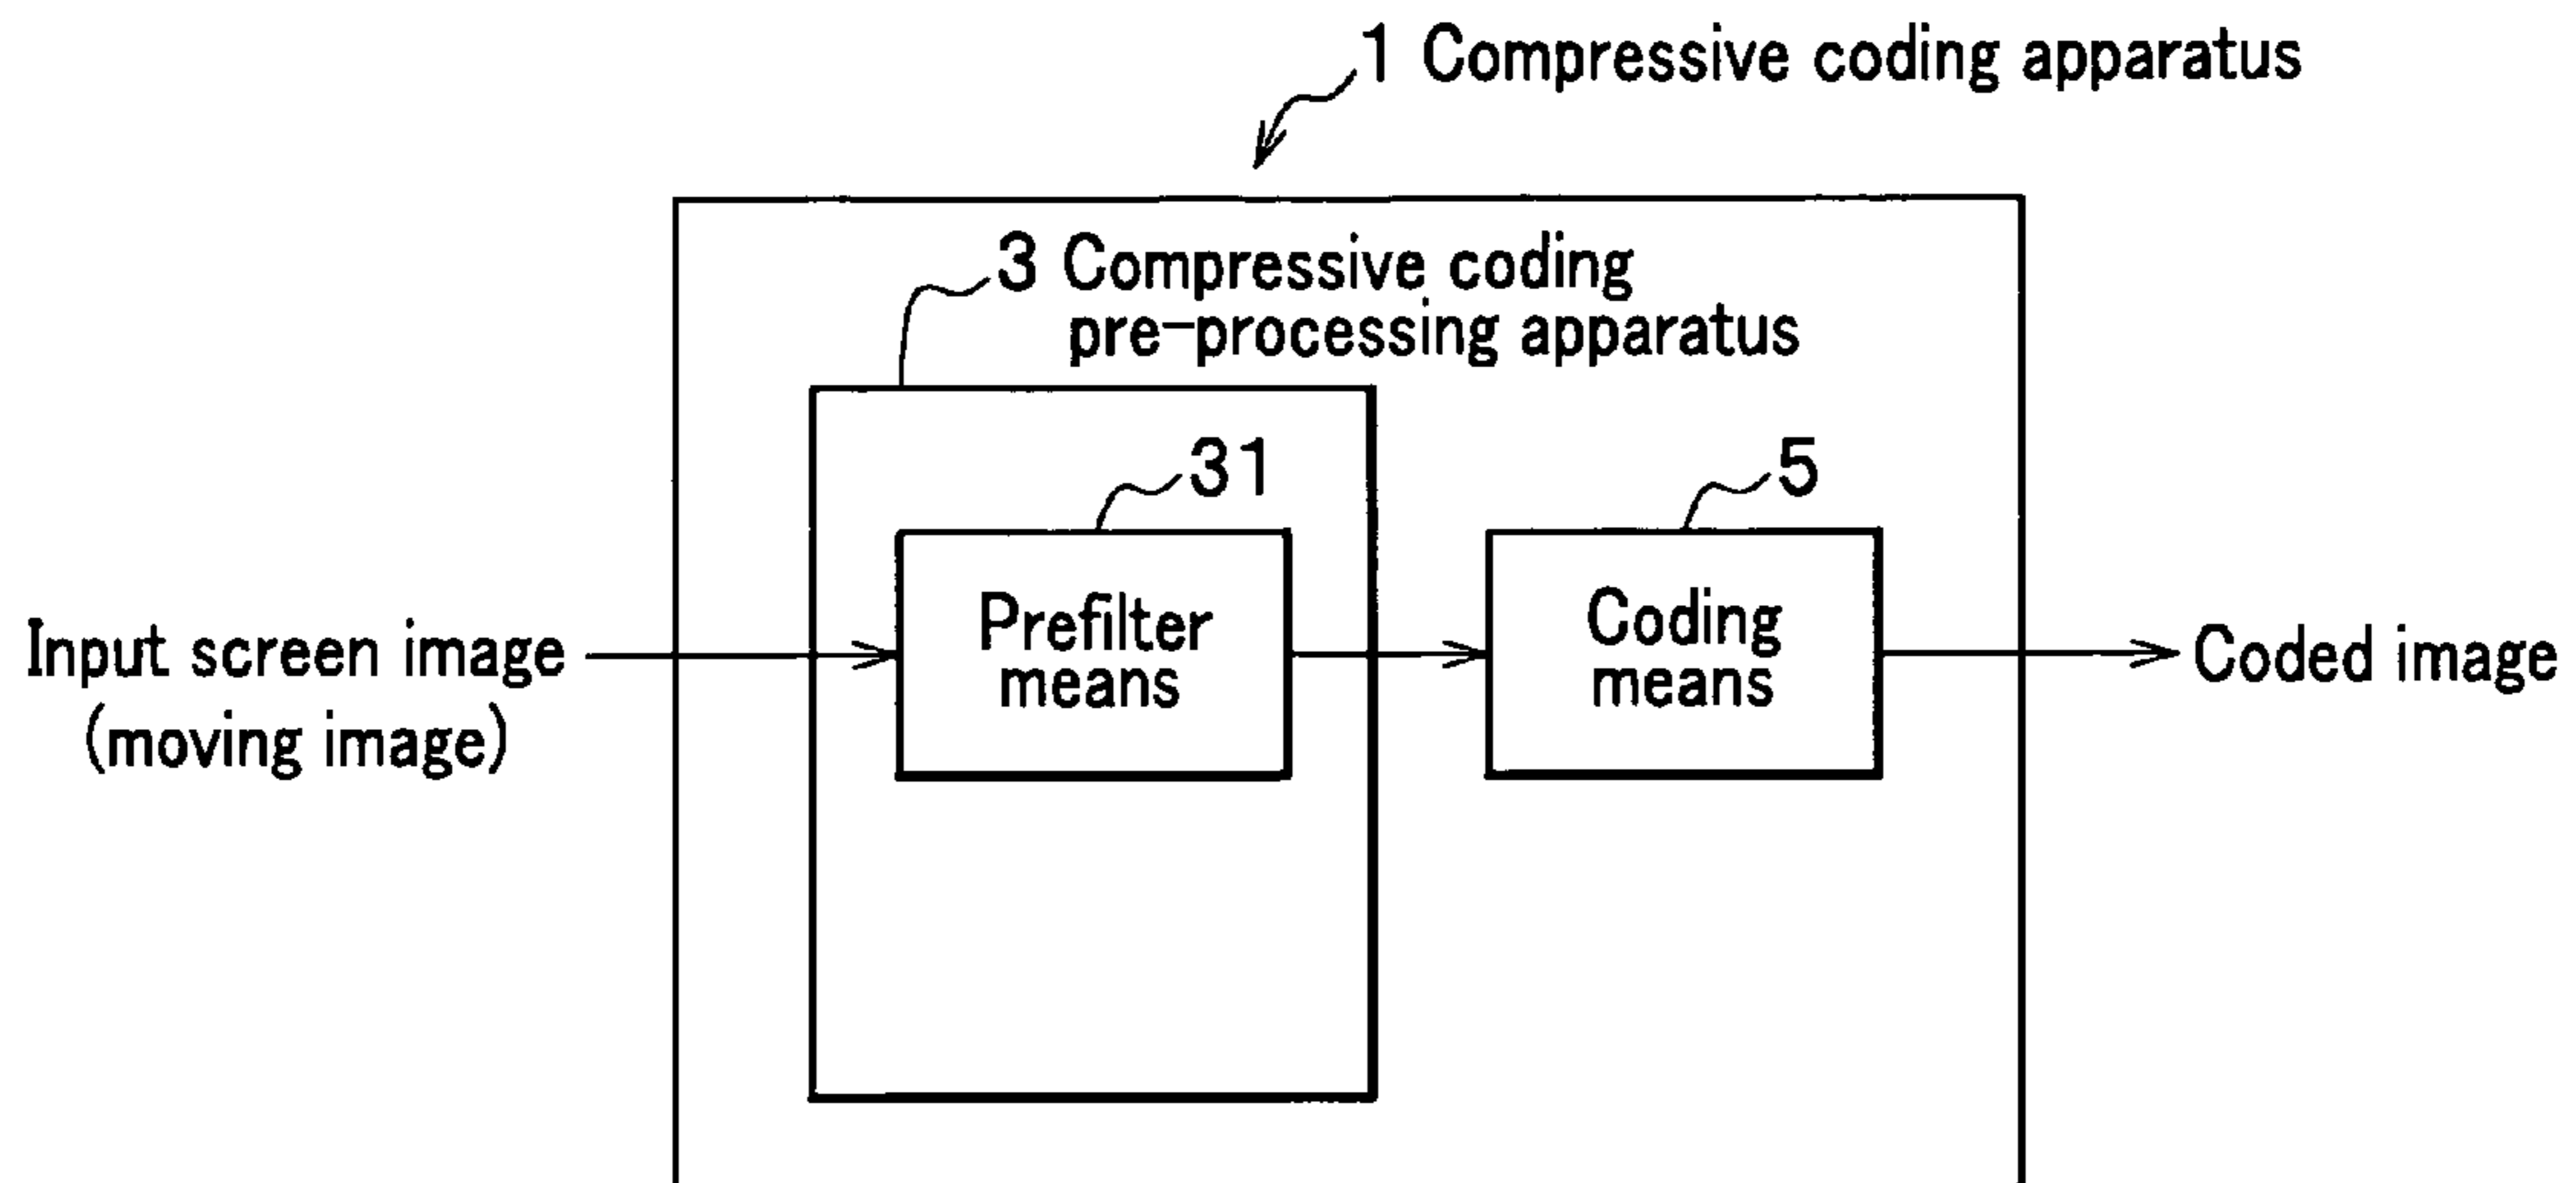 1 Compressive coding apparatus
3 Compressive coding
pre-processing apparatus
31
5
Prefilter
means
Coding
means
Input screen image
(moving image)
Coded image